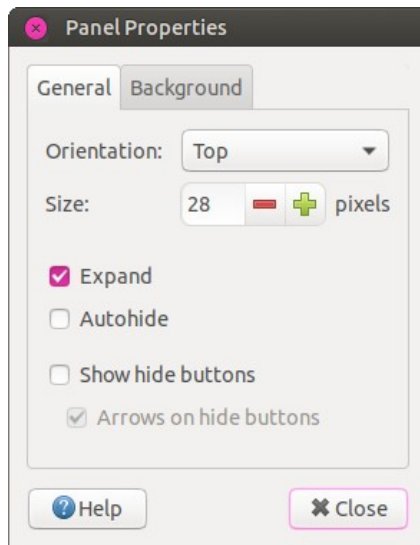 Panel Properties
General Background
Orientation: Top
Size: 28 pixels
Expand
Autohide
Show hide buttons
Arrows on hide buttons
Help Close